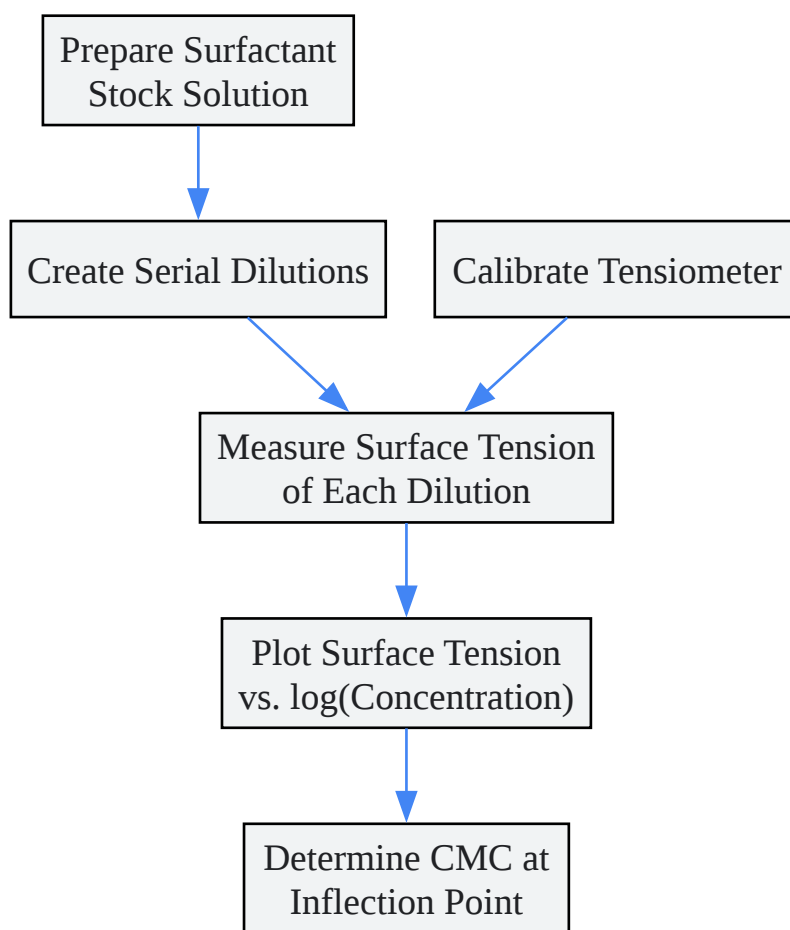 Prepare Surfactant
Stock Solution
Create Serial Dilutions
Calibrate Tensiometer
Measure Surface Tension
of Each Dilution
Plot Surface Tension
vs. log(Concentration)
Determine CMC at
Inflection Point